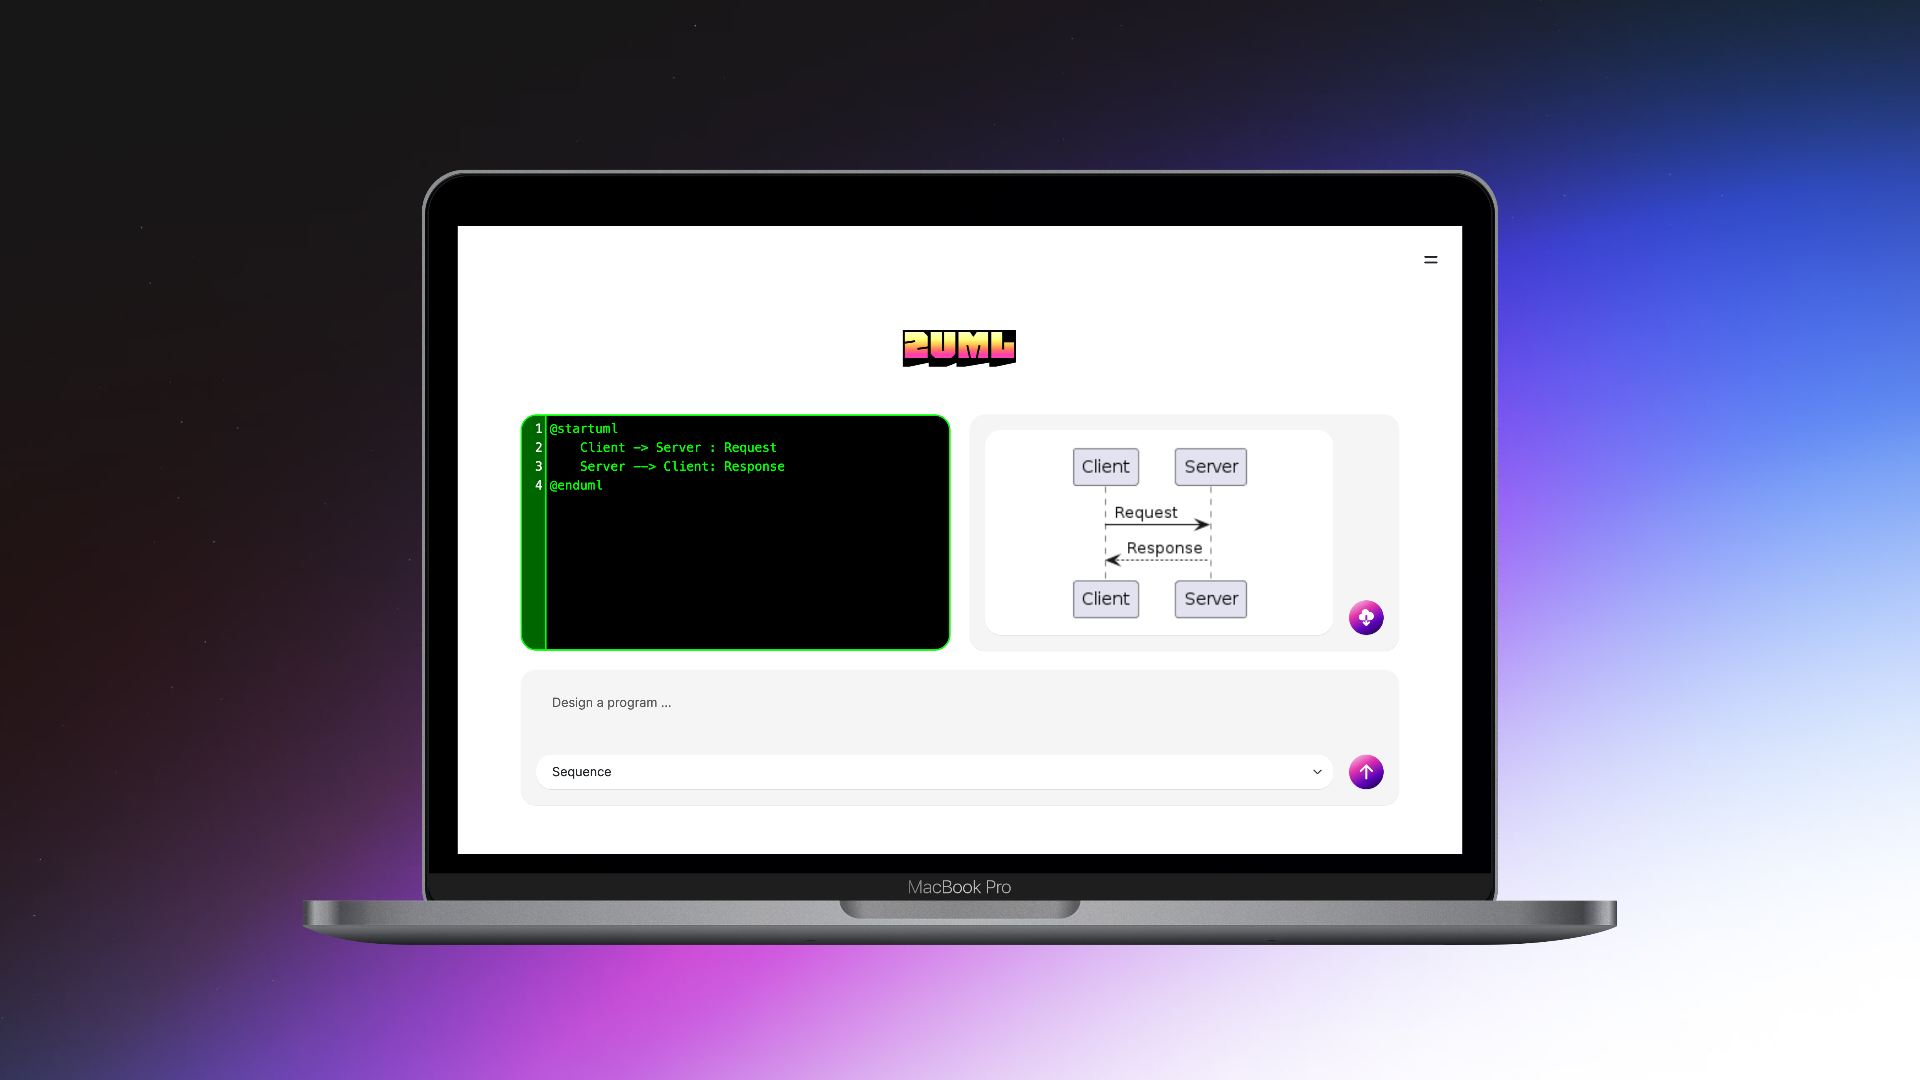 2UML
1 @startuml
2 Client -> Server : Request
3 Server --> Client: Response
4 @enduml
Client Server
Request
Response
Client Server
Design a program ...
Sequence
MacBook Pro